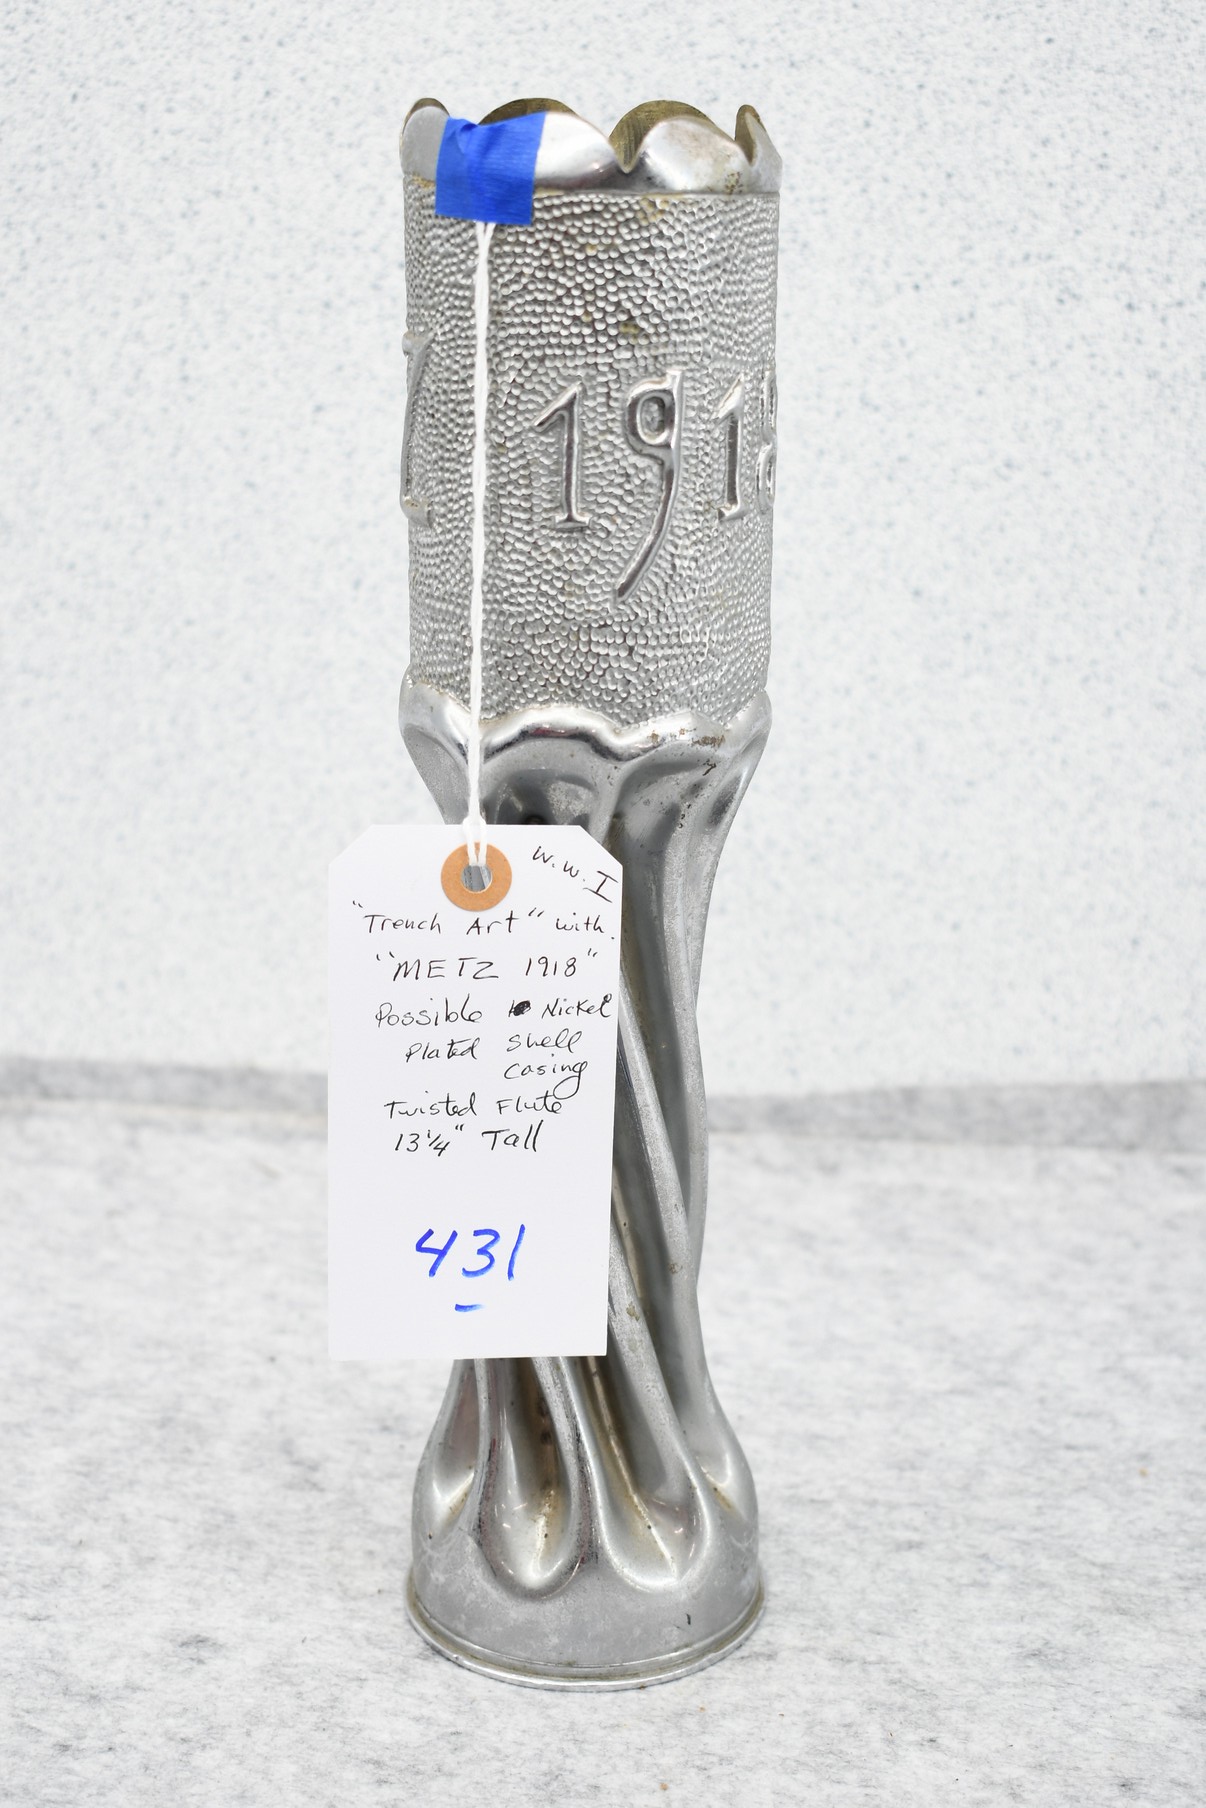 1918
W.W.I
"Trench Art" with
"METZ 1918"
Possible Nickel
Plated Shell
casing
Twisted Flute
13 1/4" Tall
431